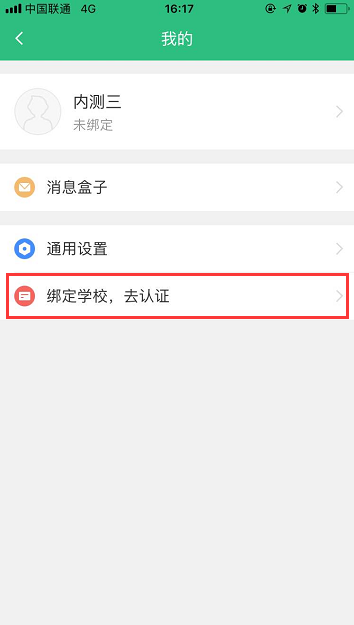 中国联通 4G 16:17
我的
内测三
未绑定
消息盒子
通用设置
绑定学校，去认证